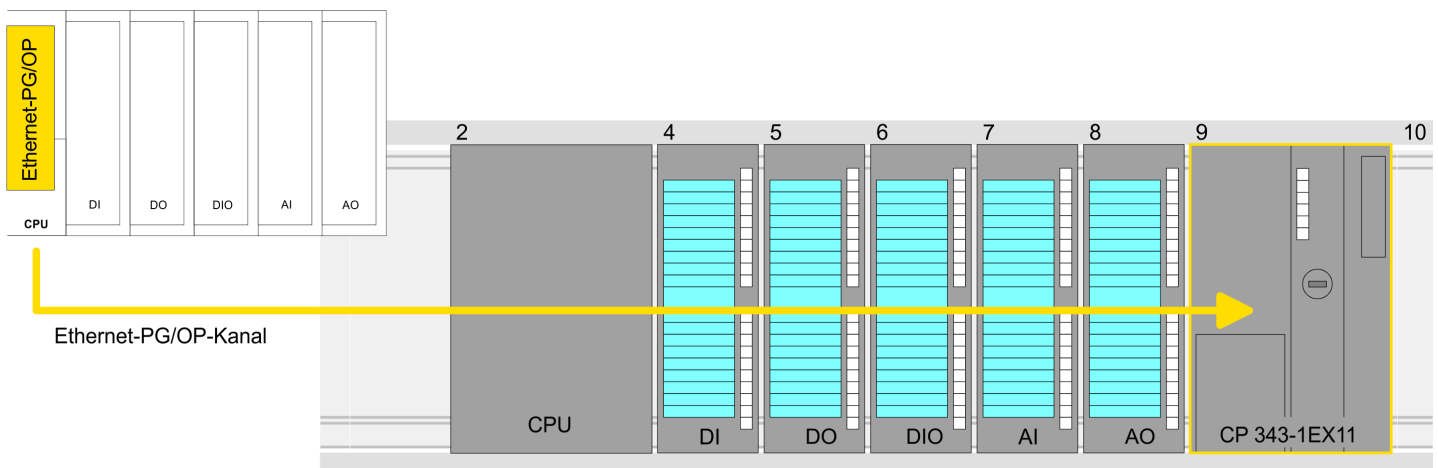 Ethernet-PG/OP
CPU
DI
DO
DIO
AI
AO
Ethernet-PG/OP-Kanal
2
4
5
6
7
8
9
10
CPU
DI
DO
DIO
AI
AO
CP 343-1EX11